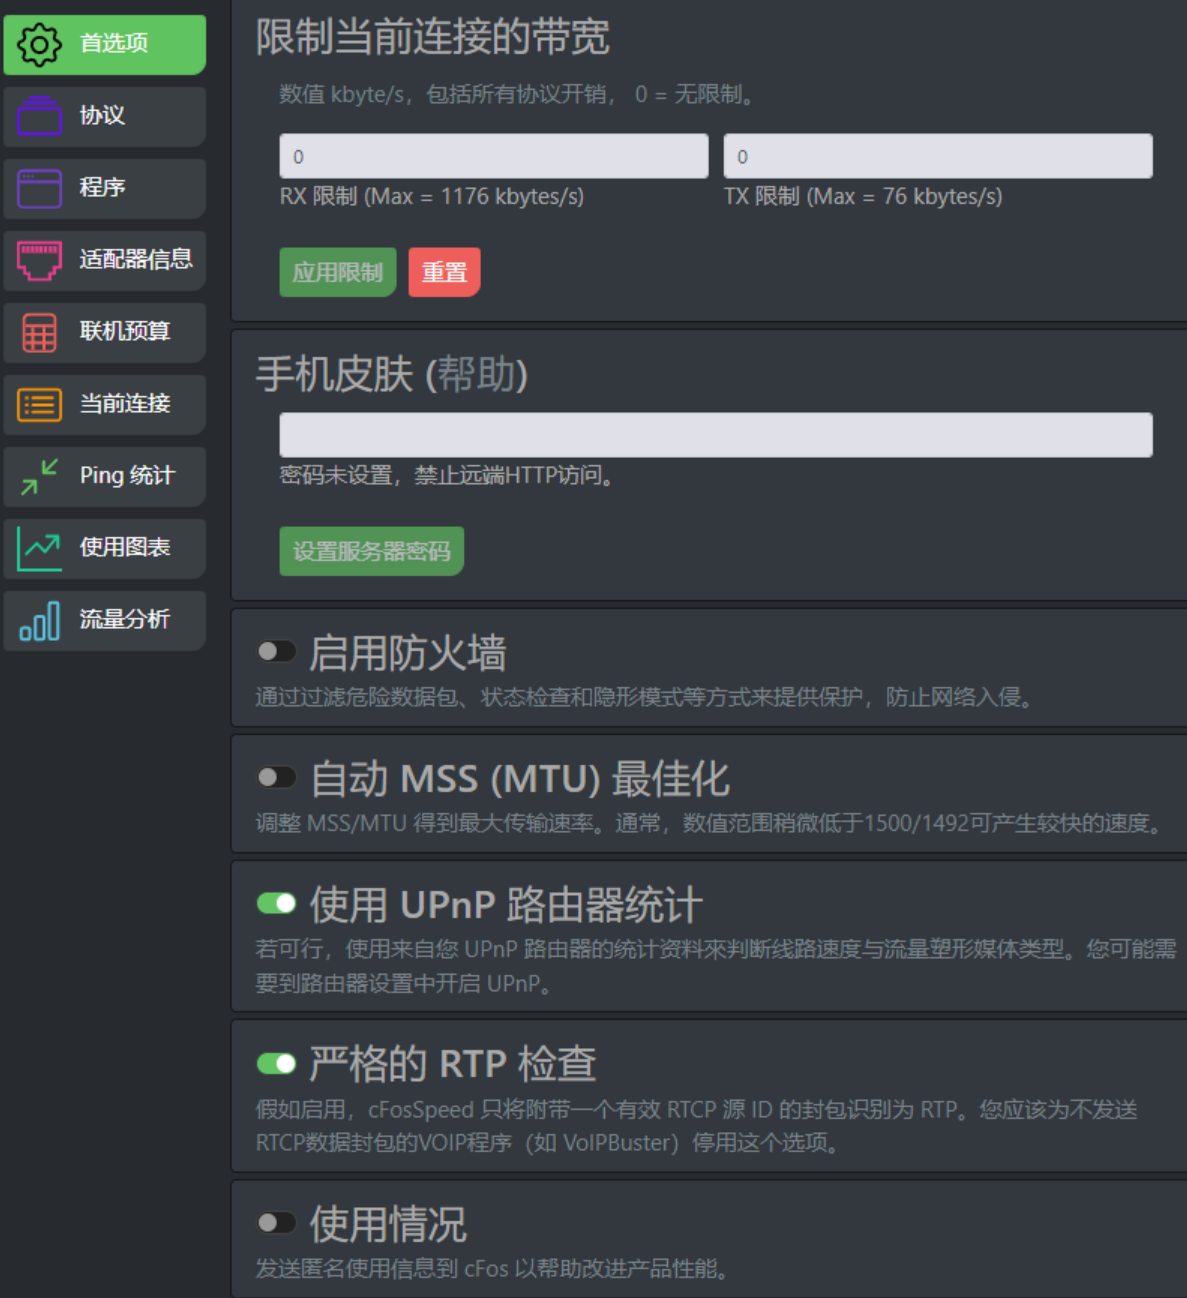 首选项
协议
程序
适配器信息
联机预算
当前连接
Ping 统计
使用图表
流量分析
限制当前连接的带宽
数值 kbyte/s，包括所有协议开销， 0 = 无限制。
0
0
RX 限制 (Max = 1176 kbytes/s)
TX 限制 (Max = 76 kbytes/s)
应用限制
重置
手机皮肤 (帮助)
密码未设置，禁止远端HTTP访问。
设置服务器密码
启用防火墙
通过过滤危险数据包、状态检查和隐形模式等方式来提供保护，防止网络入侵。
自动 MSS (MTU) 最佳化
调整 MSS/MTU 得到最大传输速率。通常，数值范围稍微低于1500/1492可产生较快的速度。
使用 UPnP 路由器统计
若可行，使用来自您 UPnP 路由器的统计资料來判断线路速度与流量塑形媒体类型。您可能需
要到路由器设置中开启 UPnP。
严格的 RTP 检查
假如启用，cFosSpeed 只将附带一个有效 RTCP 源 ID 的封包识别为 RTP。您应该为不发送
RTCP数据封包的VOIP程序（如 VoIPBuster）停用这个选项。
使用情况
发送匿名使用信息到 cFos 以帮助改进产品性能。